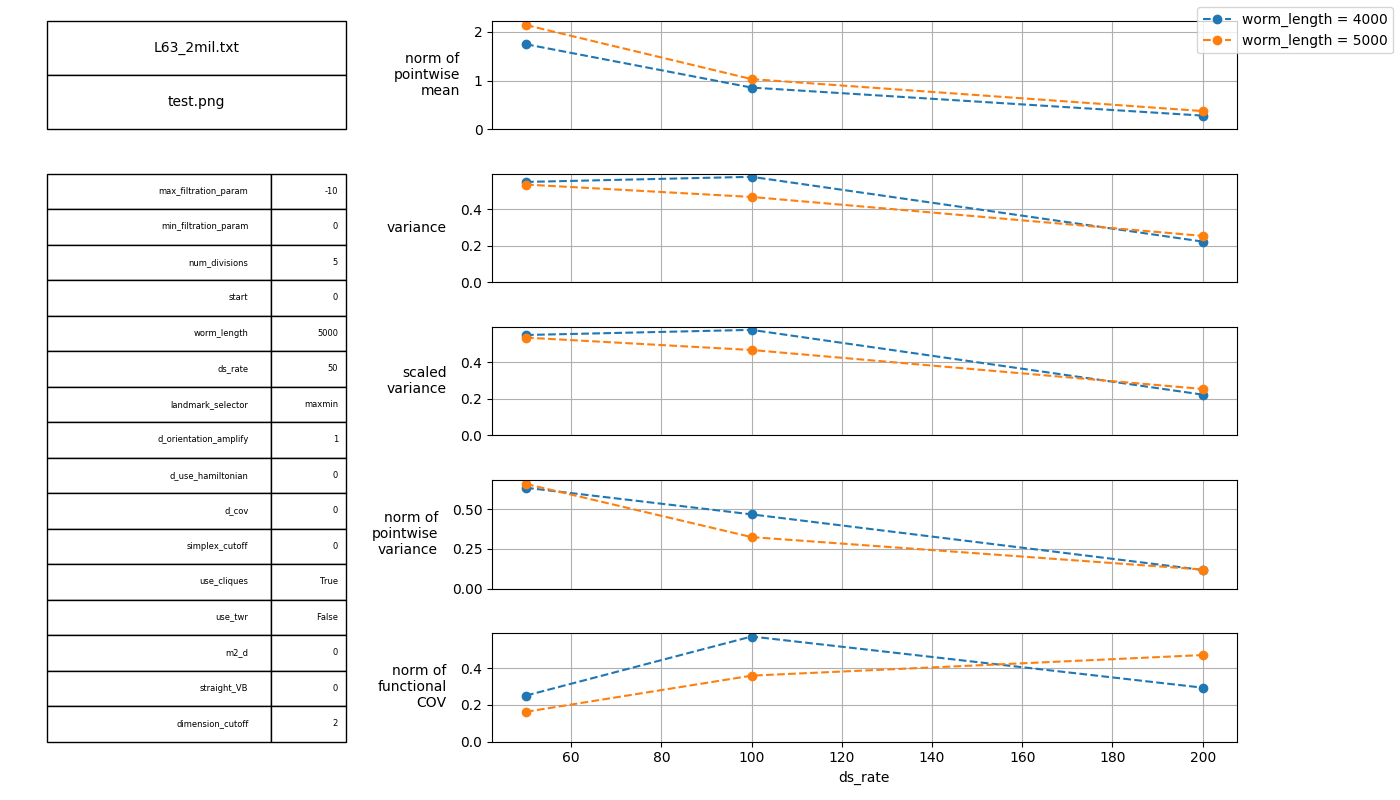 L63_2mil.txt
test.png
max_filtration_param -10
min_filtration_param 0
num_divisions 5
start 0
worm_length 5000
ds_rate 50
landmark_selector maxmin
d_orientation_amplify 1
d_use_hamiltonian 0
d_cov 0
simplex_cutoff 0
use_cliques True
use_twr False
m2_d 0
straight_VB 0
dimension_cutoff 2
worm_length = 4000
worm_length = 5000
norm of
pointwise
mean
2
1
0
variance
0.4
0.2
0.0
scaled
variance
0.4
0.2
0.0
norm of
pointwise
variance
0.50
0.25
0.00
norm of
functional
COV
0.4
0.2
0.0
60 80 100 120 140 160 180 200
ds_rate